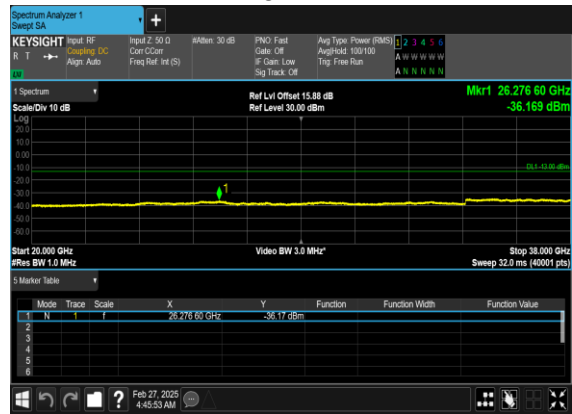 Spectrum Analyzer 1
Swept SA
+
KEYSIGHT Input: RF Input Z: 50 Ω #Atten: 30 dB PNO: Fast Avg Type: Power (RMS) 1 2 3 4 5 6
R T Coupling: DC Corr CCorr Gate: Off Avg|Hold: 100/100 A W W W W W
Align: Auto Freq Ref: Int (S) IF Gain: Low Trig: Free Run
LW Sig Track: Off A N N N N N
1 Spectrum Ref Lvl Offset 15.88 dB Mkr1 26.276 60 GHz
Scale/Div 10 dB Ref Level 30.00 dBm -36.169 dBm
Log
20.0
10.0
0.00
-10.0 DL1 -13.00 dBm
-20.0
-30.0 1
-40.0
-50.0
-60.0
Start 20.000 GHz Video BW 3.0 MHz* Stop 38.000 GHz
#Res BW 1.0 MHz Sweep 32.0 ms (40001 pts)
5 Marker Table
Mode Trace Scale X Y Function Function Width Function Value
1 N 1 f 26.276 60 GHz -36.17 dBm
2
3
4
5
6
? Feb 27, 2025
4:45:53 AM